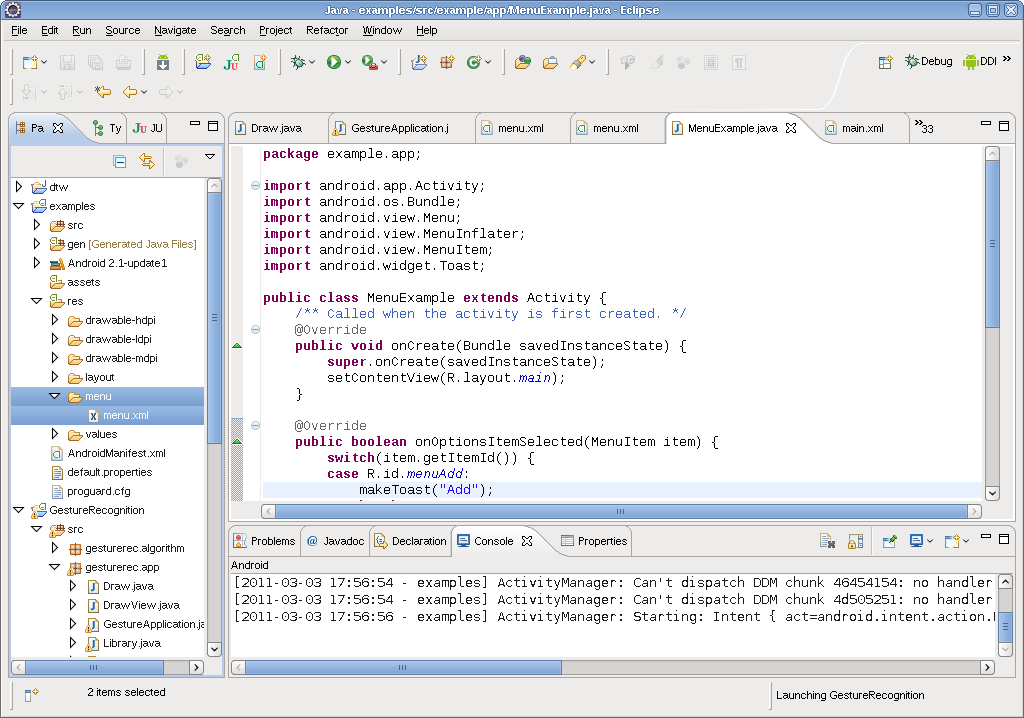 Java - examples/src/example/app/MenuExample.java - Eclipse
File Edit Run Source Navigate Search Project Refactor Window Help
Debug DDI »
Pa Ty JU JU
Draw.java GestureApplication.j menu.xml menu.xml MenuExample.java main.xml »33
dtw
examples
src
gen [Generated Java Files]
Android 2.1-update1
assets
res
drawable-hdpi
drawable-ldpi
drawable-mdpi
layout
menu
menu.xml
values
AndroidManifest.xml
default.properties
proguard.cfg
GestureRecognition
src
gesturerec.algorithm
gesturerec.app
Draw.java
DrawView.java
GestureApplication.ja
Library.java
package example.app;
import android.app.Activity;
import android.os.Bundle;
import android.view.Menu;
import android.view.MenuInflater;
import android.view.MenuItem;
import android.widget.Toast;
public class MenuExample extends Activity {
/** Called when the activity is first created. */
@Override
public void onCreate(Bundle savedInstanceState) {
super.onCreate(savedInstanceState);
setContentView(R.layout.main);
}
@Override
public boolean onOptionsItemSelected(MenuItem item) {
switch(item.getItemId()) {
case R.id.menuAdd:
makeToast("Add");
Problems @ Javadoc Declaration Console Properties
Android
[2011-03-03 17:56:54 - examples] ActivityManager: Can't dispatch DDM chunk 46454154: no handler
[2011-03-03 17:56:54 - examples] ActivityManager: Can't dispatch DDM chunk 4d505251: no handler
[2011-03-03 17:56:56 - examples] ActivityManager: Starting: Intent { act=android.intent.action.
2 items selected
Launching GestureRecognition